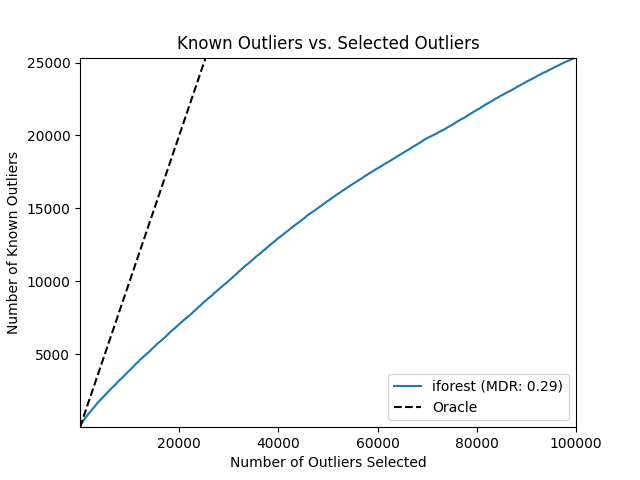 Known Outliers vs. Selected Outliers
25000
20000
15000
10000
5000
Number of Known Outliers
iforest (MDR: 0.29)
Oracle
20000 40000 60000 80000 100000
Number of Outliers Selected